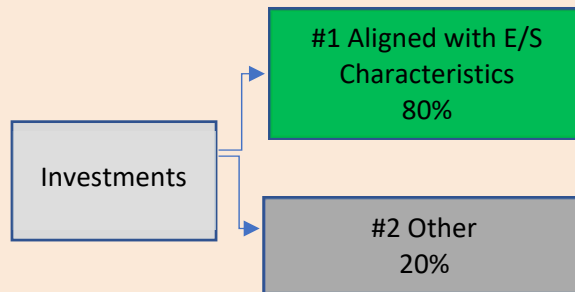 #1 Aligned with E/S
Characteristics
80%
Investments
#2 Other
20%